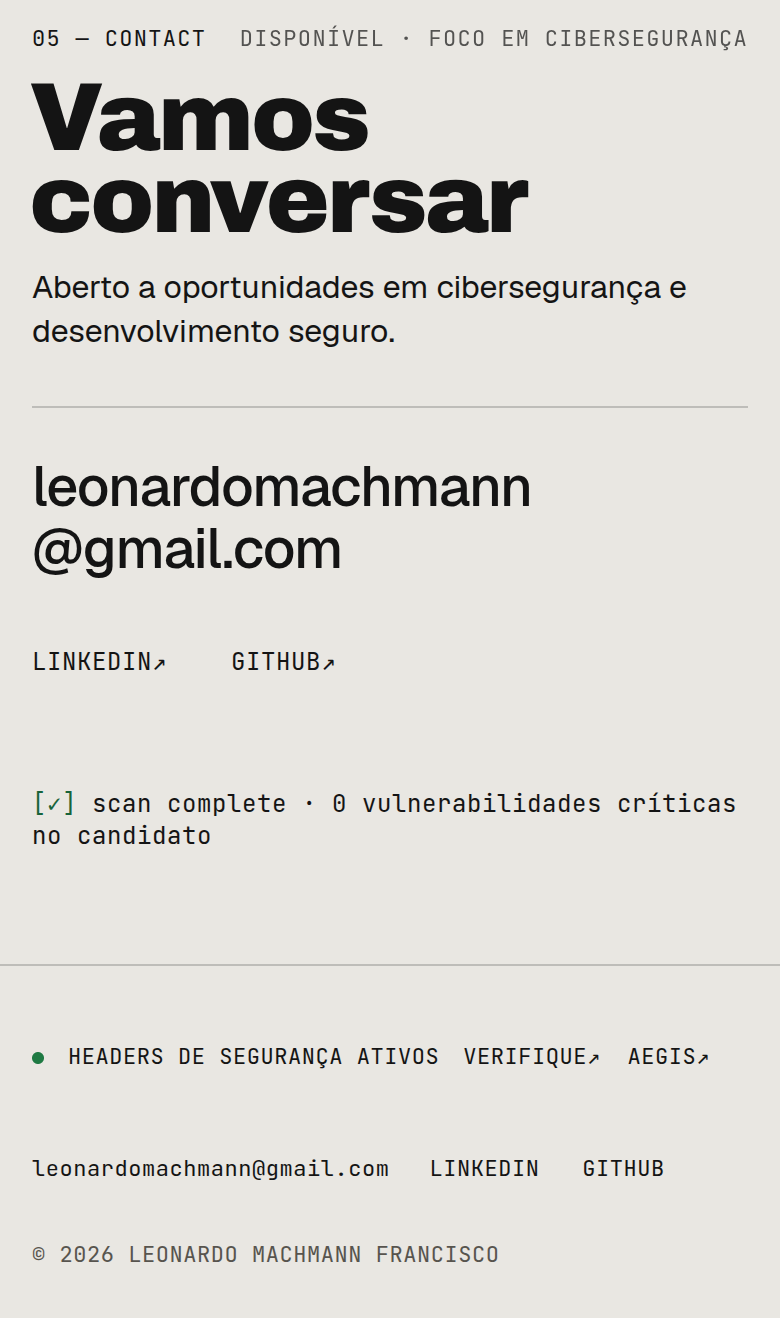 05 — CONTACT DISPONÍVEL · FOCO EM CIBERSEGURANÇA
Vamos
conversar
Aberto a oportunidades em cibersegurança e
desenvolvimento seguro.
leonardomachmann
@gmail.com
LINKEDIN↗ GITHUB↗
[✓] scan complete · 0 vulnerabilidades críticas
no candidato
HEADERS DE SEGURANÇA ATIVOS VERIFIQUE↗ AEGIS↗
leonardomachmann@gmail.com LINKEDIN GITHUB
© 2026 LEONARDO MACHMANN FRANCISCO